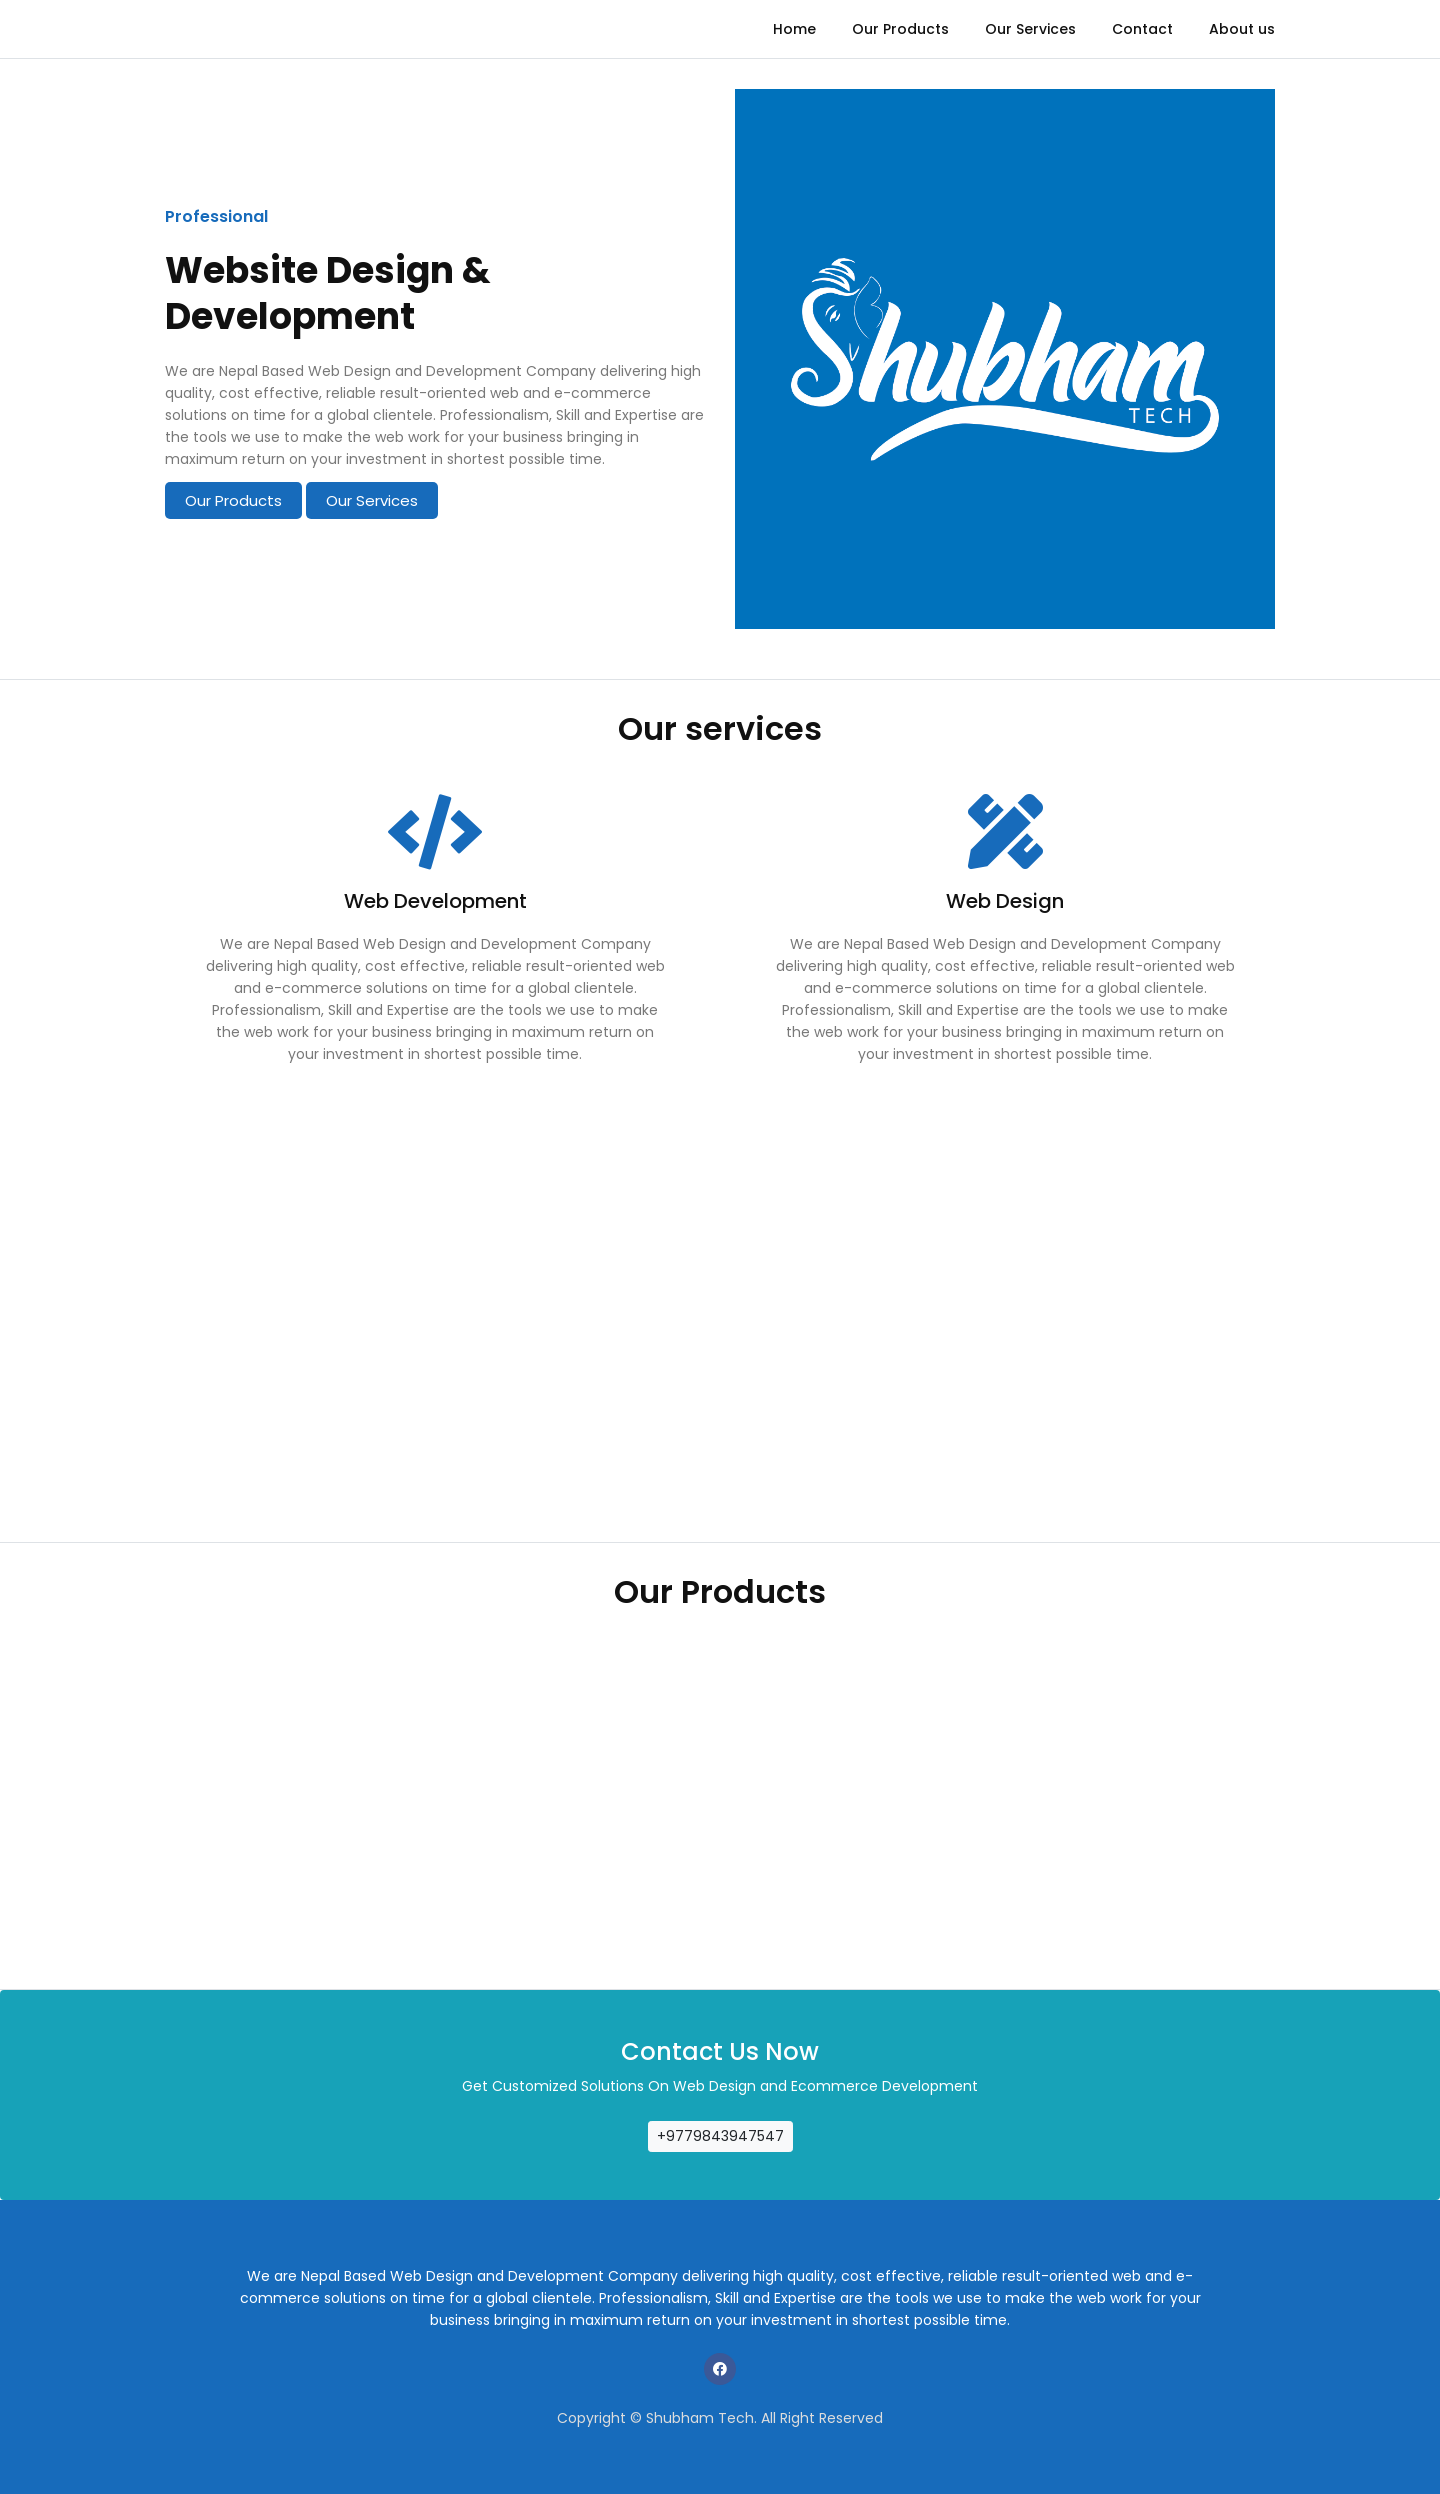 Home Our Products Our Services Contact About us
Professional
Website Design &
Development
We are Nepal Based Web Design and Development Company delivering high
quality, cost effective, reliable result-oriented web and e-commerce
solutions on time for a global clientele. Professionalism, Skill and Expertise are
the tools we use to make the web work for your business bringing in
maximum return on your investment in shortest possible time.
Our Products Our Services
Shubham
TECH
Our services
Web Development
We are Nepal Based Web Design and Development Company
delivering high quality, cost effective, reliable result-oriented web
and e-commerce solutions on time for a global clientele.
Professionalism, Skill and Expertise are the tools we use to make
the web work for your business bringing in maximum return on
your investment in shortest possible time.
Web Design
We are Nepal Based Web Design and Development Company
delivering high quality, cost effective, reliable result-oriented web
and e-commerce solutions on time for a global clientele.
Professionalism, Skill and Expertise are the tools we use to make
the web work for your business bringing in maximum return on
your investment in shortest possible time.
Our Products
Contact Us Now
Get Customized Solutions On Web Design and Ecommerce Development
+9779843947547
We are Nepal Based Web Design and Development Company delivering high quality, cost effective, reliable result-oriented web and e-
commerce solutions on time for a global clientele. Professionalism, Skill and Expertise are the tools we use to make the web work for your
business bringing in maximum return on your investment in shortest possible time.
Copyright © Shubham Tech. All Right Reserved